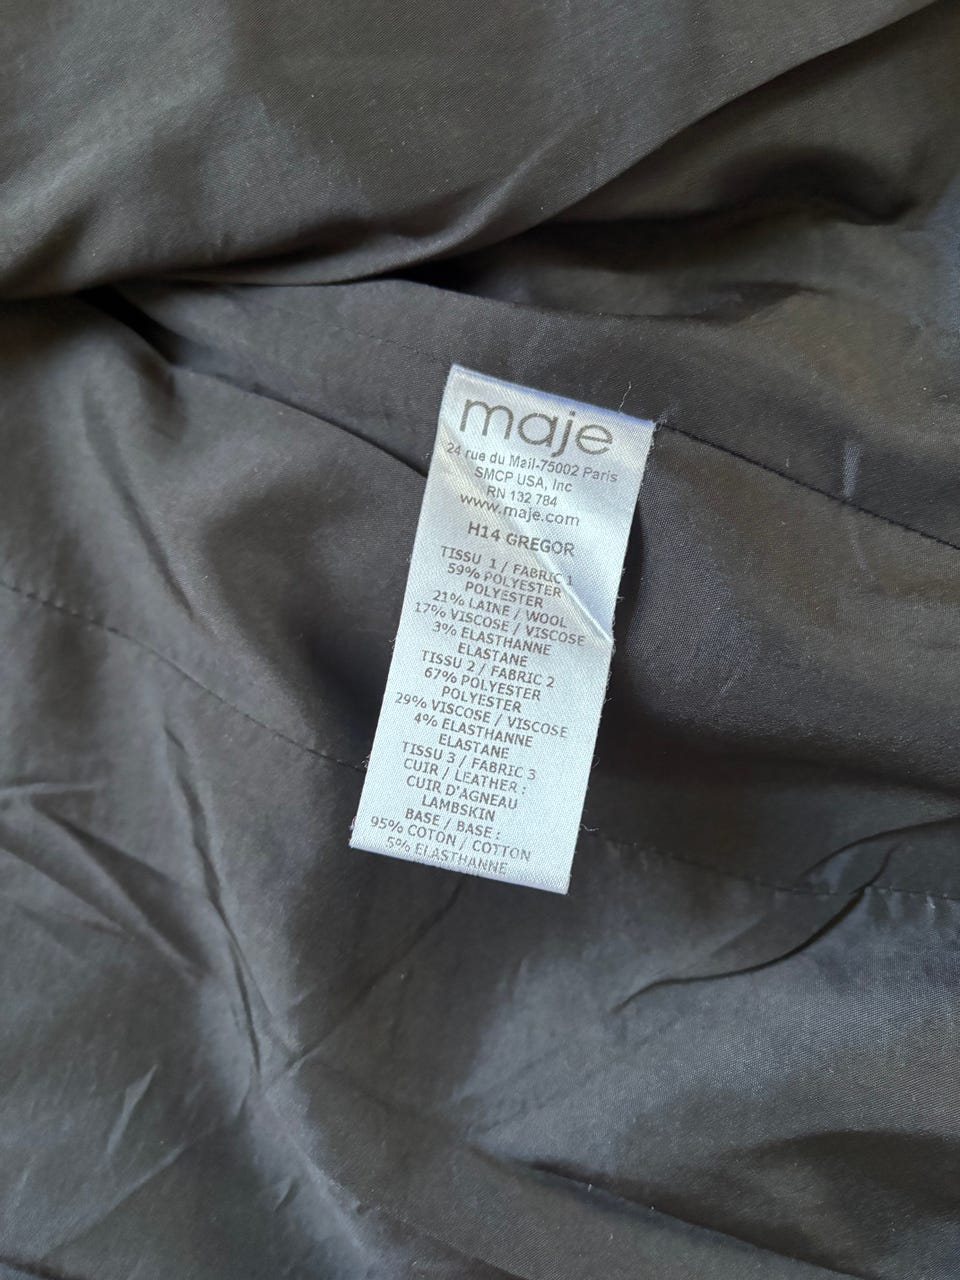 maje
24 rue du Mail-75002 Paris
SMCP USA, Inc
RN 132 784
www.maje.com
H14 GREGOR
TISSU 1 / FABRIC 1
59% POLYESTER
POLYESTER
21% LAINE / WOOL
17% VISCOSE / VISCOSE
3% ELASTHANNE
ELASTANE
TISSU 2 / FABRIC 2
67% POLYESTER
POLYESTER
29% VISCOSE / VISCOSE
4% ELASTHANNE
ELASTANE
TISSU 3 / FABRIC 3
CUIR / LEATHER :
CUIR D'AGNEAU
LAMBSKIN
BASE / BASE :
95% COTON / COTTON
5% ELASTHANNE